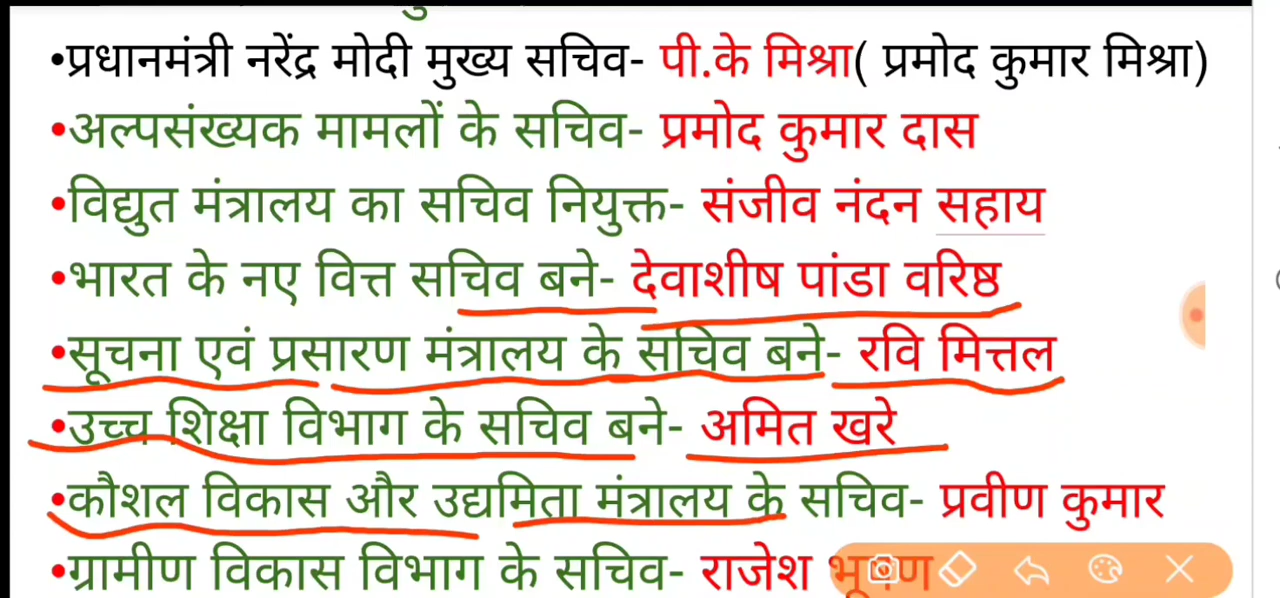 •प्रधानमंत्री नरेंद्र मोदी मुख्य सचिव- पी.के मिश्रा( प्रमोद कुमार मिश्रा)
•अल्पसंख्यक मामलों के सचिव- प्रमोद कुमार दास
•विद्युत मंत्रालय का सचिव नियुक्त- संजीव नंदन सहाय
•भारत के नए वित्त सचिव बने- देवाशीष पांडा वरिष्ठ
•सूचना एवं प्रसारण मंत्रालय के सचिव बने- रवि मित्तल
•उच्च शिक्षा विभाग के सचिव बने- अमित खरे
•कौशल विकास और उद्यमिता मंत्रालय के सचिव- प्रवीण कुमार
•ग्रामीण विकास विभाग के सचिव- राजेश भूषण